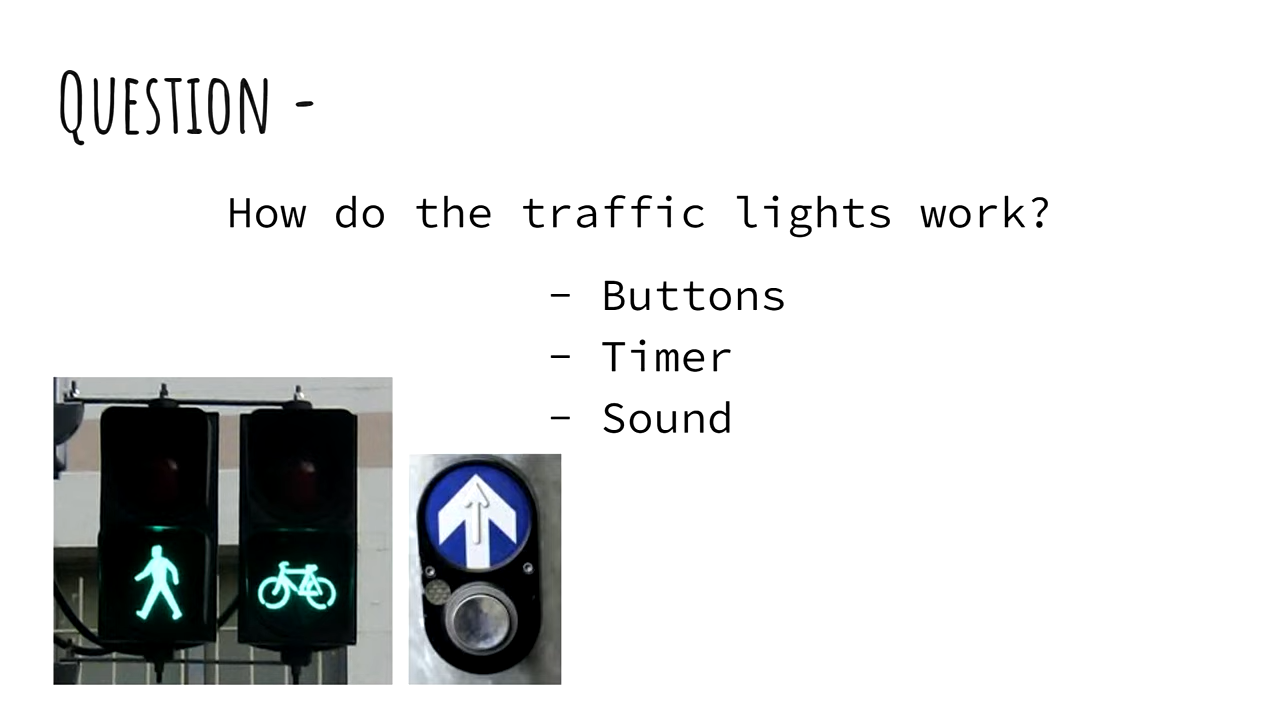 Question -
How do the traffic lights work?
- Buttons
- Timer
- Sound